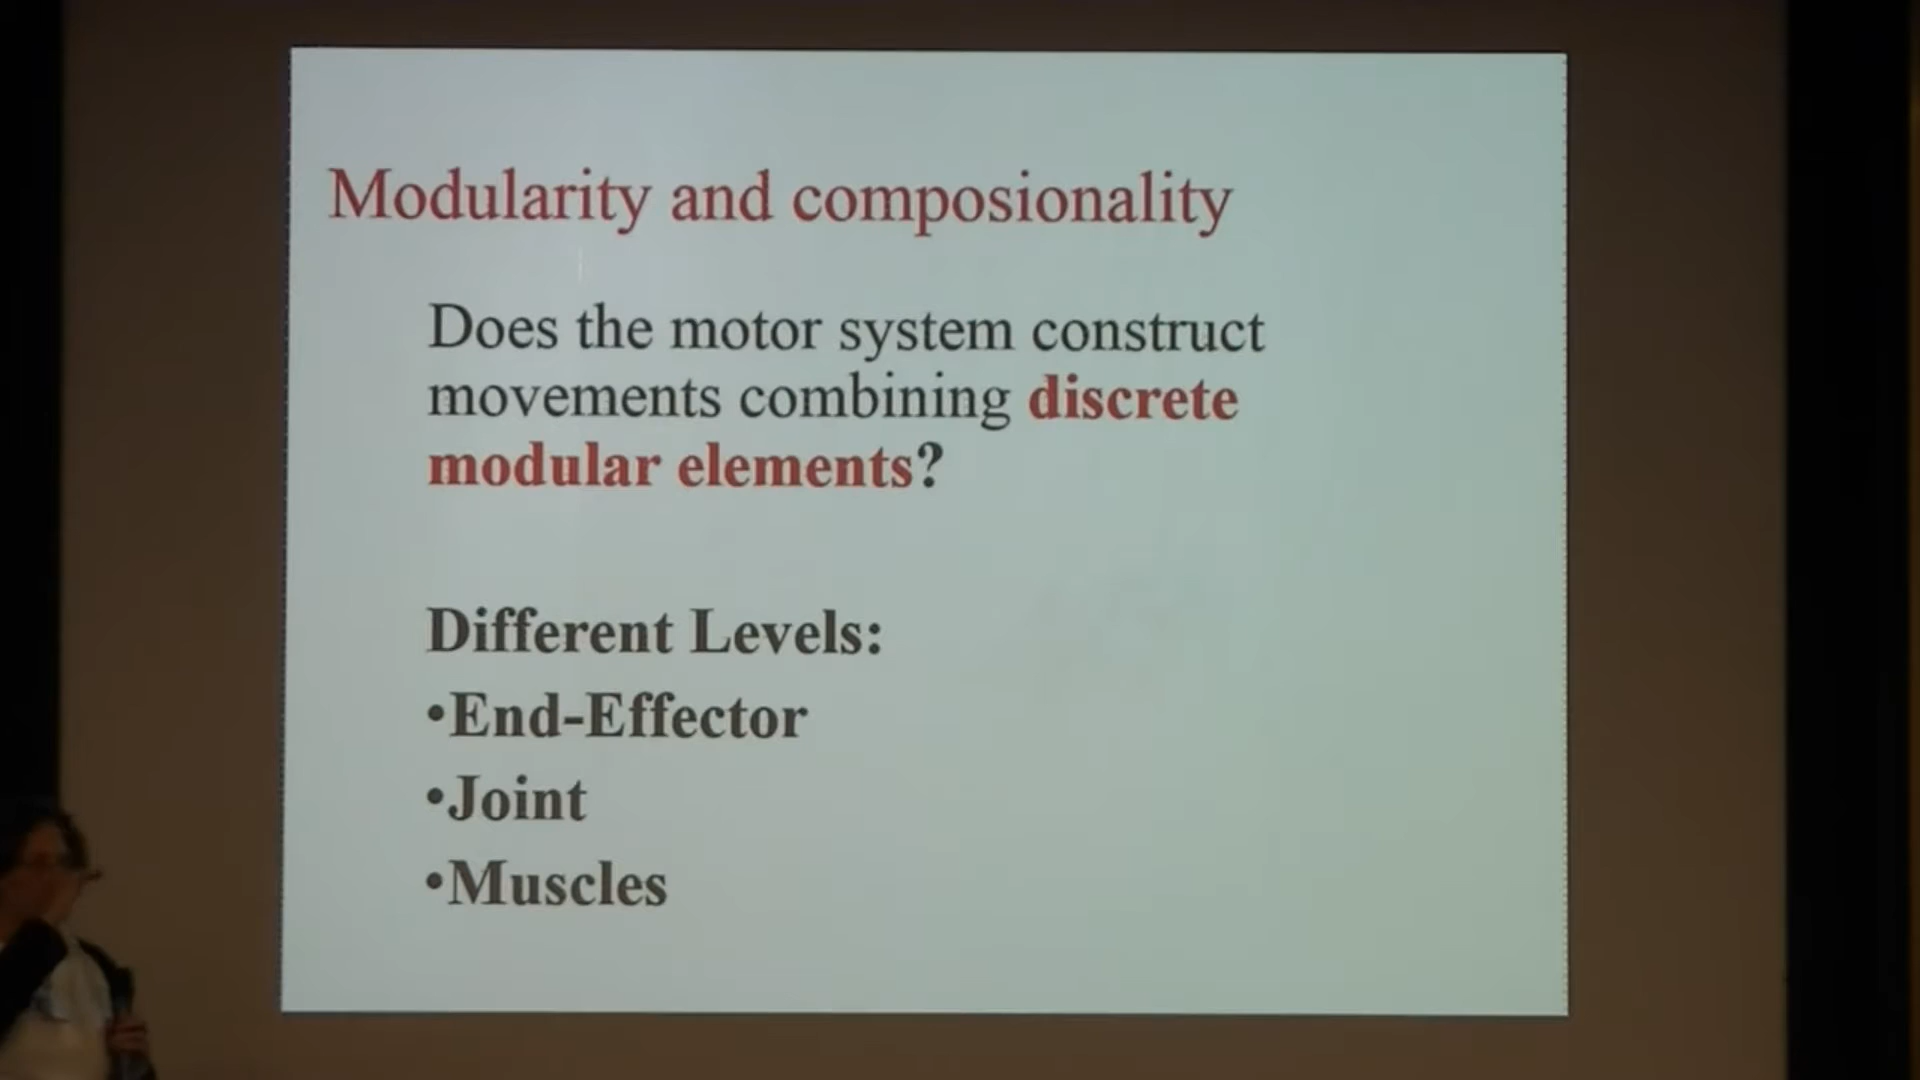 Modularity and composionality
Does the motor system construct
movements combining discrete
modular elements?
Different Levels:
•End-Effector
•Joint
•Muscles